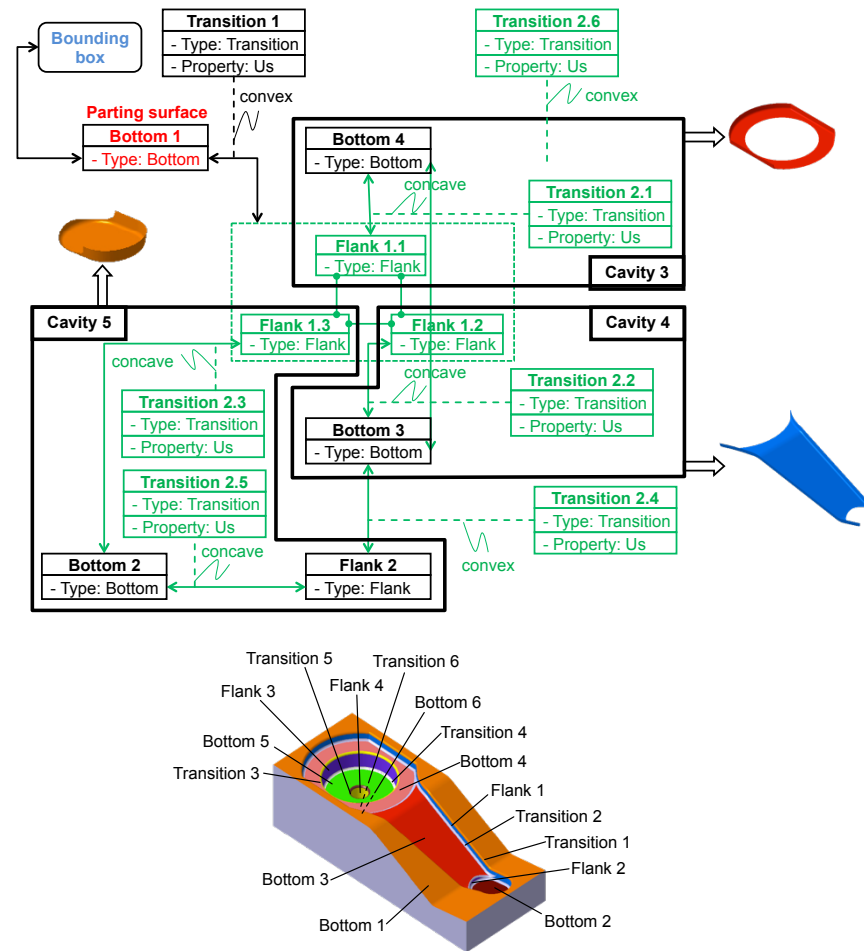 Transition 1
- Type: Transition
- Property: Us
Transition 2.6
- Type: Transition
- Property: Us
Bounding
box
convex
convex
Parting surface
Bottom 1
- Type: Bottom
Bottom 4
- Type: Bottom
concave
Transition 2.1
- Type: Transition
- Property: Us
Flank 1.1
- Type: Flank
Cavity 3
Cavity 5
Flank 1.3
- Type: Flank
Flank 1.2
- Type: Flank
Cavity 4
concave
concave
Transition 2.2
- Type: Transition
- Property: Us
Transition 2.3
- Type: Transition
- Property: Us
Bottom 3
- Type: Bottom
Transition 2.5
- Type: Transition
- Property: Us
Transition 2.4
- Type: Transition
- Property: Us
concave
convex
Bottom 2
- Type: Bottom
Flank 2
- Type: Flank
Transition 5
Transition 6
Flank 4
Flank 3
Bottom 6
Bottom 5
Transition 4
Transition 3
Bottom 4
Flank 1
Transition 2
Transition 1
Flank 2
Bottom 3
Bottom 1
Bottom 2